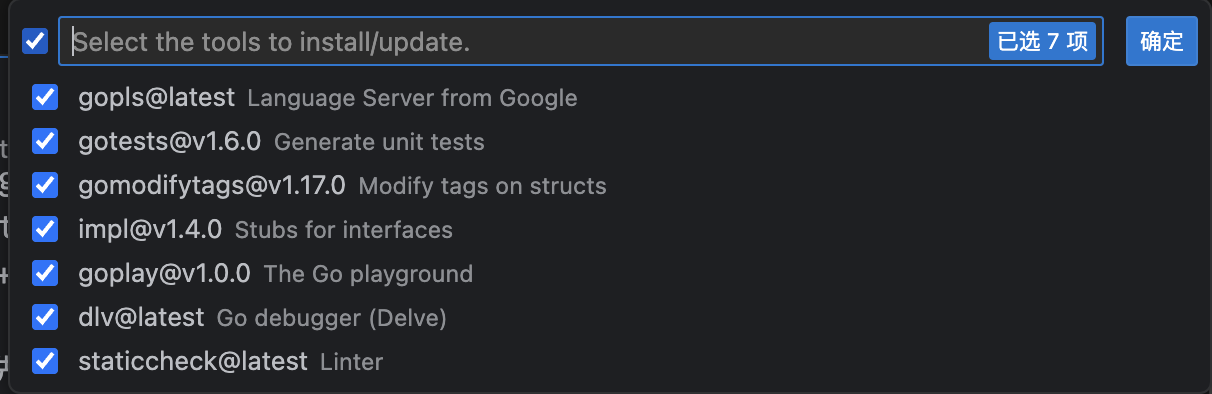 Select the tools to install/update. 已选 7 项 确定
gopls@latest Language Server from Google
gotests@v1.6.0 Generate unit tests
gomodifytags@v1.17.0 Modify tags on structs
impl@v1.4.0 Stubs for interfaces
goplay@v1.0.0 The Go playground
dlv@latest Go debugger (Delve)
staticcheck@latest Linter